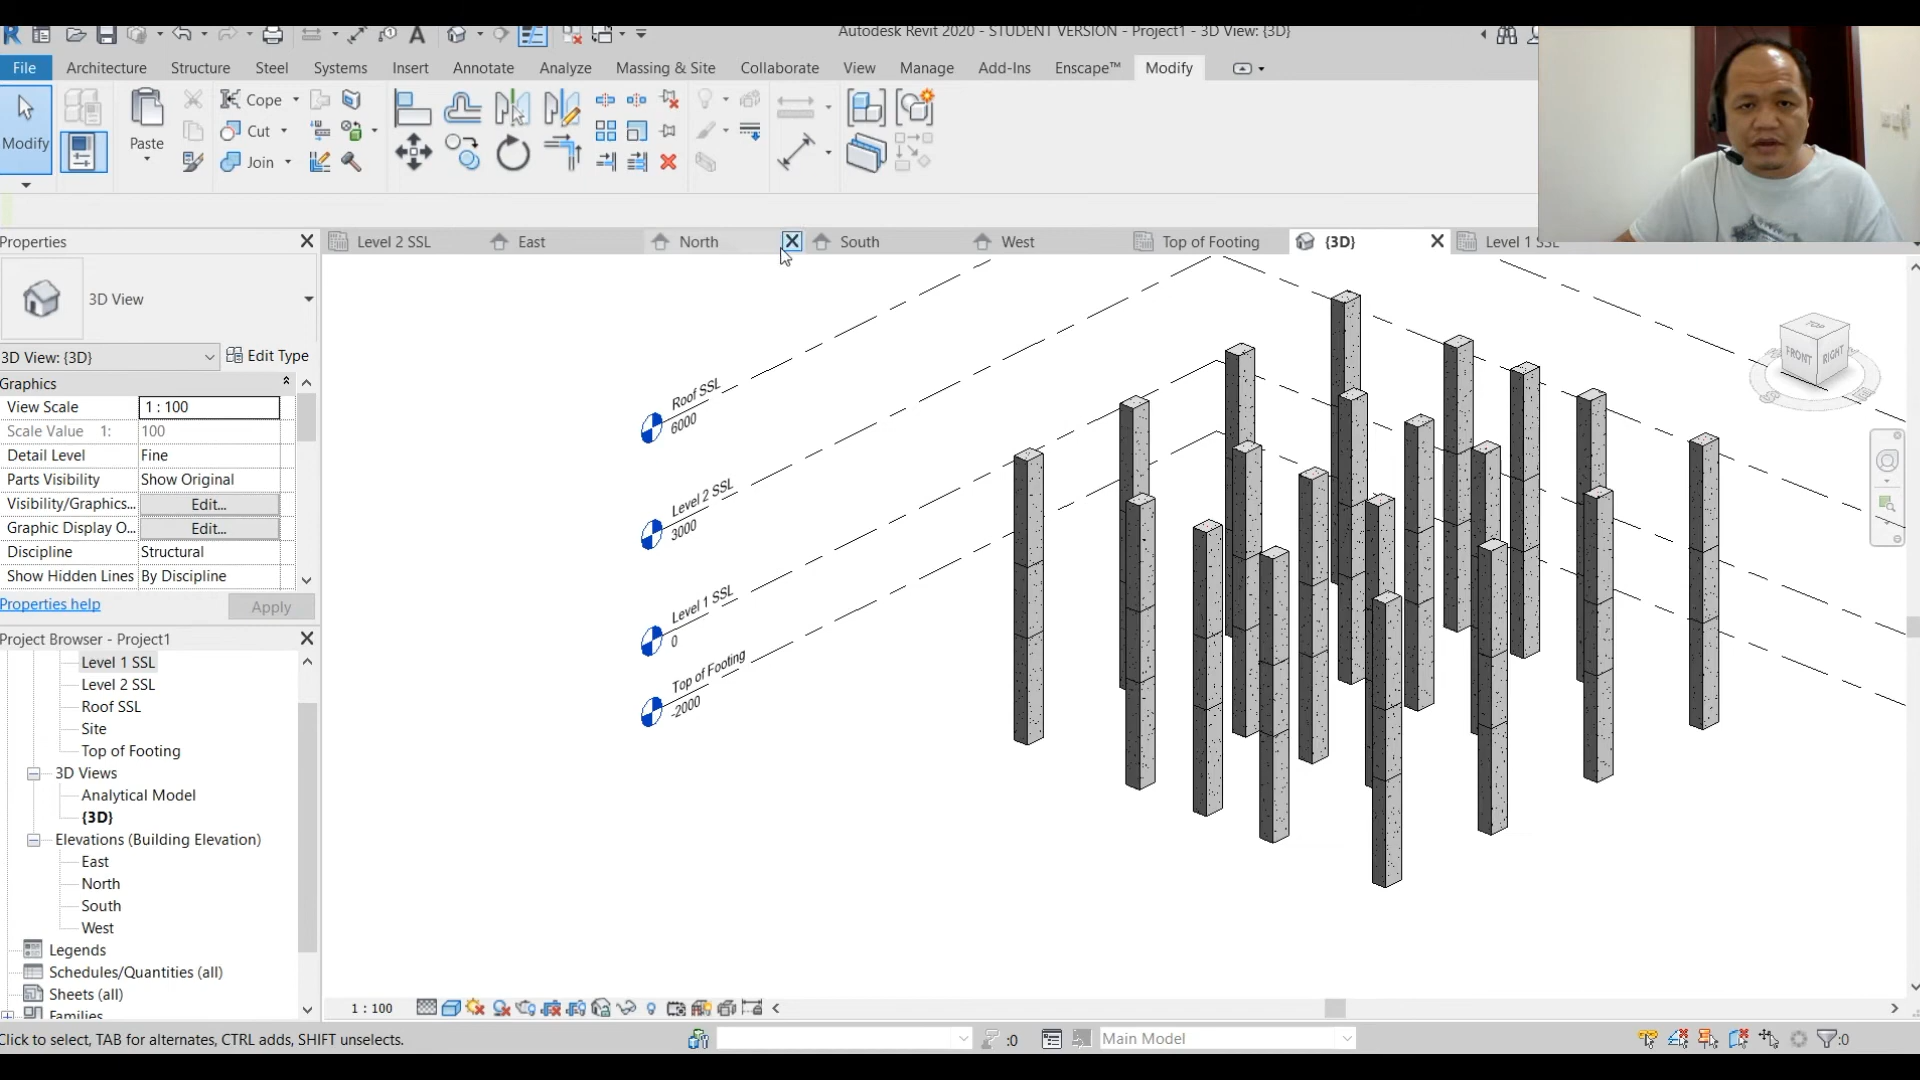 Autodesk Revit 2020 - STUDENT VERSION - Project1 - 3D View: {3D}
File Architecture Structure Steel Systems Insert Annotate Analyze Massing & Site Collaborate View Manage Add-Ins Enscape™ Modify
Modify
Paste
Cope
Cut
Join
Properties
Level 2 SSL
East
North
South
West
Top of Footing
{3D}
Level 1 SSL
3D View
3D View: {3D}
Edit Type
Graphics
View Scale 1 : 100
Scale Value 1: 100
Detail Level Fine
Parts Visibility Show Original
Visibility/Graphics... Edit...
Graphic Display O... Edit...
Discipline Structural
Show Hidden Lines By Discipline
Properties help
Apply
Project Browser - Project1
Level 1 SSL
Level 2 SSL
Roof SSL
Site
Top of Footing
3D Views
Analytical Model
{3D}
Elevations (Building Elevation)
East
North
South
West
Legends
Schedules/Quantities (all)
Sheets (all)
Families
Roof SSL
6000
Level 2 SSL
3000
Level 1 SSL
0
Top of Footing
-2000
TOP
FRONT
RIGHT
S
1 : 100
Click to select, TAB for alternates, CTRL adds, SHIFT unselects.
:0
Main Model
:0